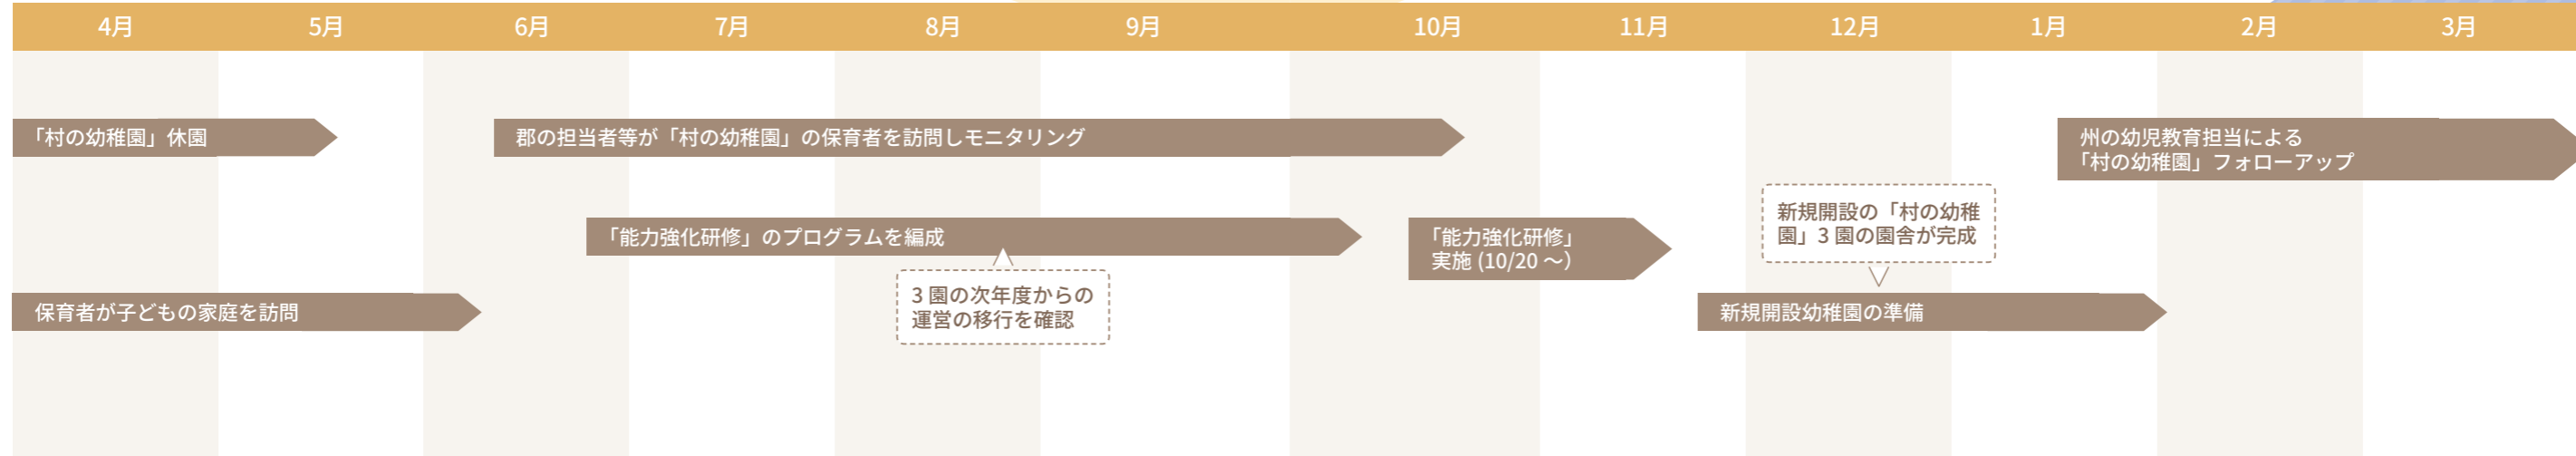 4月 5月 6月 7月 8月 9月 10月 11月 12月 1月 2月 3月
「村の幼稚園」休園
郡の担当者等が「村の幼稚園」の保育者を訪問しモニタリング
州の幼児教育担当による
「村の幼稚園」フォローアップ
「能力強化研修」のプログラムを編成
「能力強化研修」
実施 (10/20 ～）
新規開設の「村の幼稚
園」3 園の園舎が完成
3 園の次年度からの
運営の移行を確認
保育者が子どもの家庭を訪問
新規開設幼稚園の準備